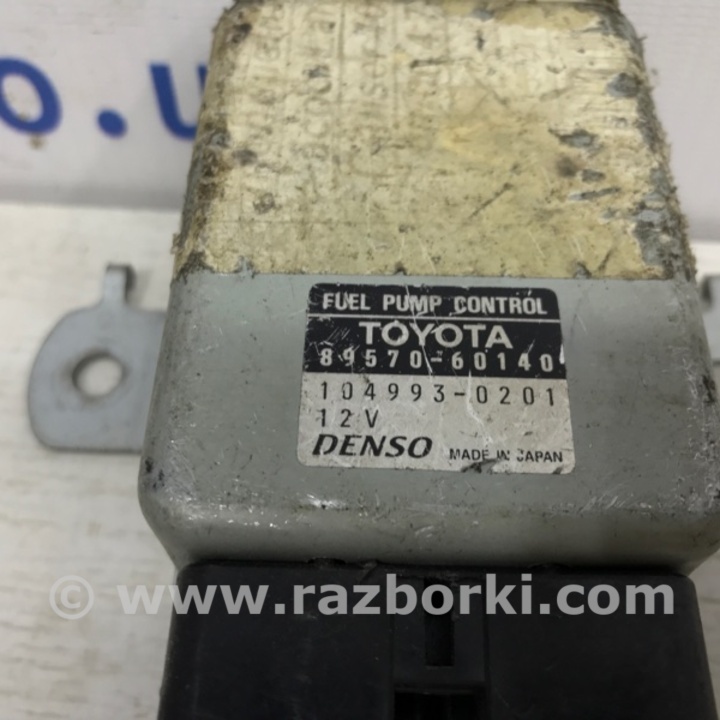 o.u
FUEL PUMP CONTROL
TOYOTA
89570-60140
104993-0201
12V
DENSO MADE IN JAPAN
© www.razborki.com